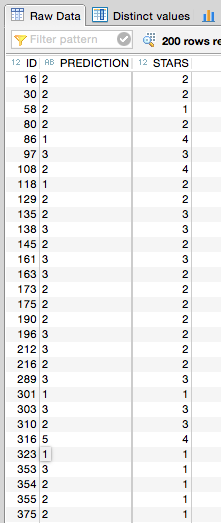 Raw Data Distinct values
Filter pattern 200 rows re
12 ID AB PREDICTION 12 STARS
16 2 2
30 2 2
58 2 1
80 2 2
86 1 4
97 3 3
108 2 4
118 1 2
129 2 2
135 2 3
138 3 3
145 2 2
161 3 3
163 3 3
173 2 2
175 2 2
190 2 2
196 3 3
212 3 3
216 2 2
289 3 3
301 1 1
303 3 3
310 2 3
316 5 4
323 1 1
353 3 1
354 2 1
355 2 1
375 2 1